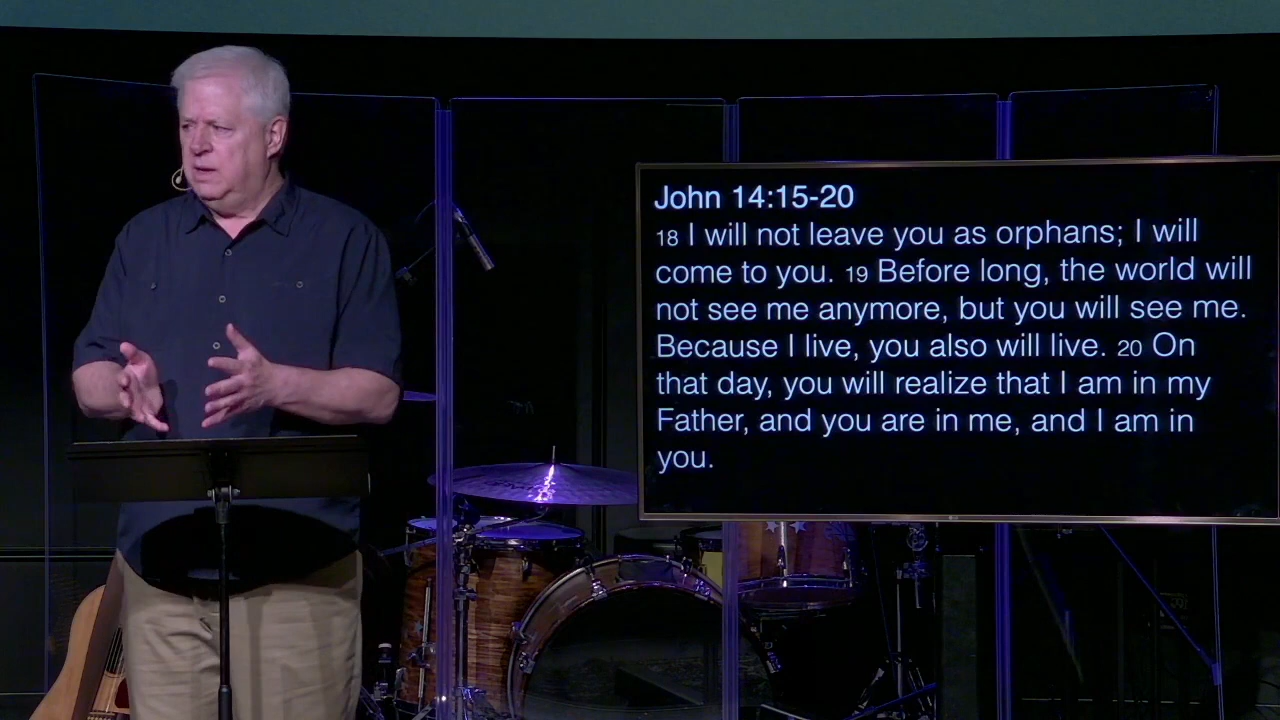 John 14:15-20
18 I will not leave you as orphans; I will
come to you. 19 Before long, the world will
not see me anymore, but you will see me.
Because I live, you also will live. 20 On
that day, you will realize that I am in my
Father, and you are in me, and I am in
you.